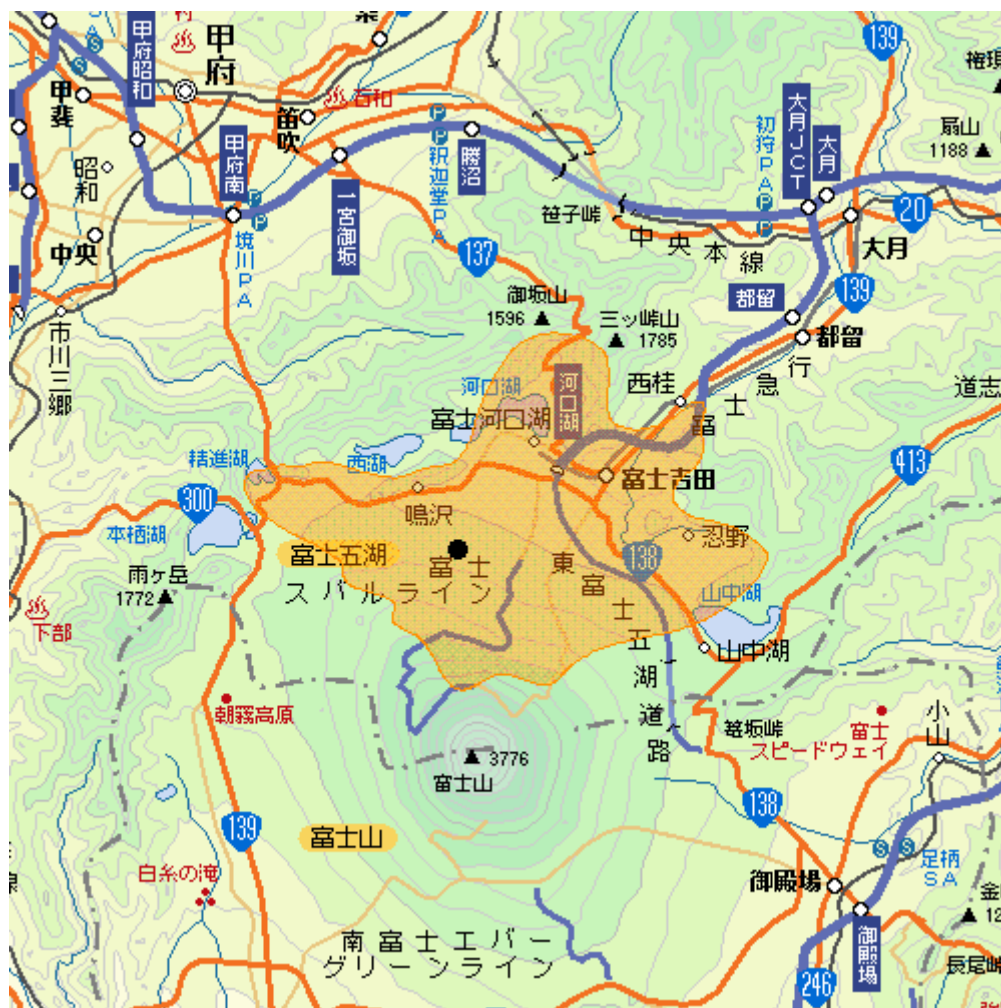 甲府昭和
甲府
139
権現
甲斐
石和
笛吹
昭和
甲府南
釈迦堂PA
勝沼
初狩PA
大月JCT
大月
扇山
1188
一宮御坂
笹子峠
20
中央
境川PA
中央本線
大月
137
139
御坂山
1596
三ッ峠山
1785
都留
都留
市川三郷
河口湖
河口湖
西桂
富士急行
道志
富士河口湖
精進湖
西湖
413
300
鳴沢
富士吉田
本栖湖
忍野
富士五湖
138
雨ヶ岳
1772
富士
スバルライン
東富士五湖道路
山中湖
下部
山中湖
朝霧高原
籠坂峠
富士
スピードウェイ
小山
3776
富士山
139
富士山
138
白糸の滝
足柄
SA
御殿場
金
12
南富士エバー
グリーンライン
御殿場
246
長尾峠